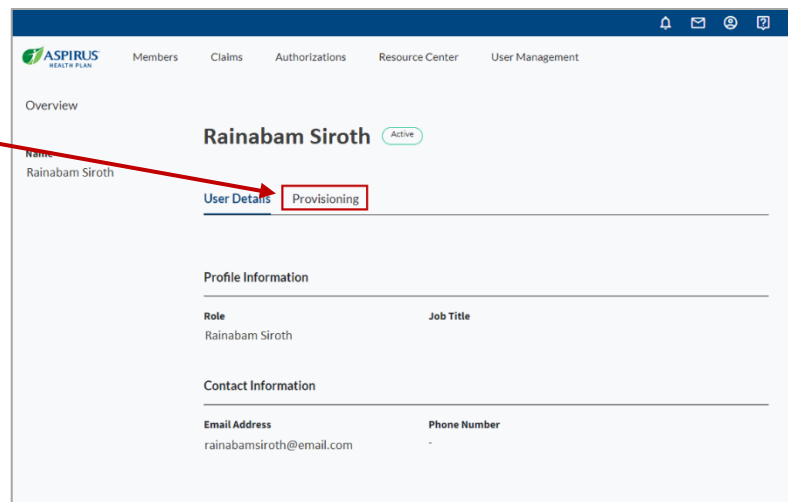 ASPIRUS
HEALTH PLAN
Members Claims Authorizations Resource Center User Management
Overview
Name
Rainabam Siroth
Rainabam Siroth Active
User Details Provisioning
Profile Information
Role Job Title
Rainabam Siroth
Contact Information
Email Address Phone Number
rainabamsiroth@email.com -